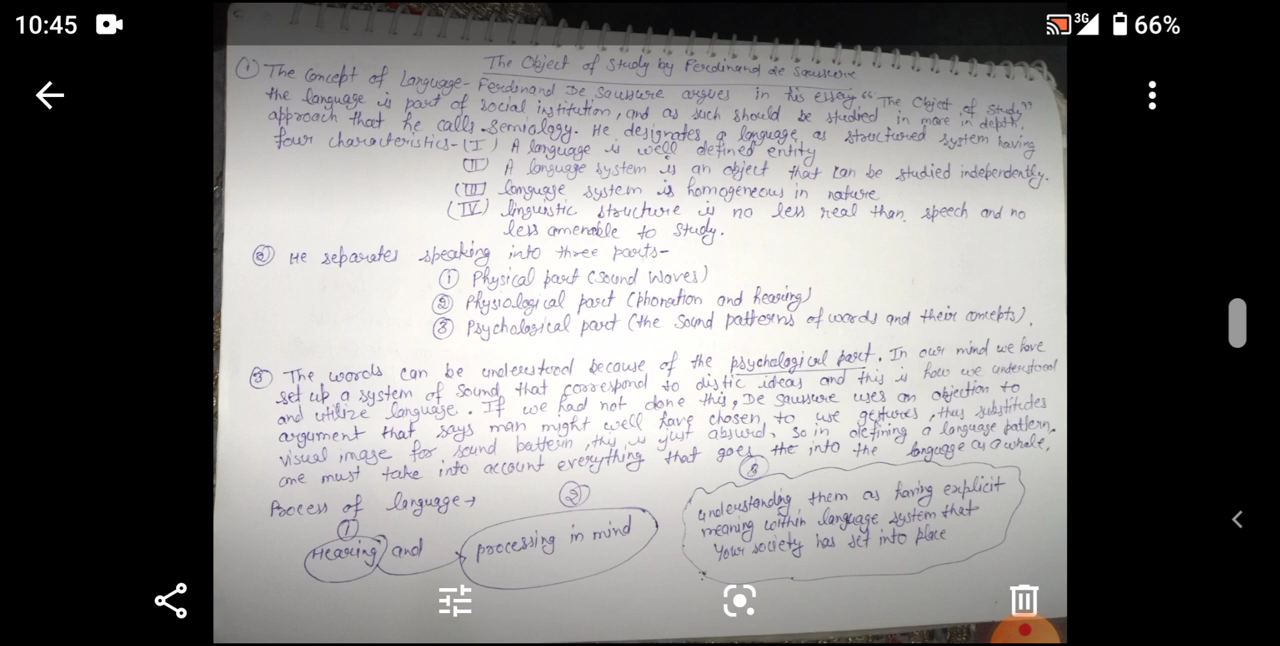 10:45
3G
66%
The Object of Study by Ferdinand de Saussure
① The Concept of Language- Ferdinand De Saussure argues in his essay "The Object of Study"
the language is part of social institution, and as such should be studied in more in depth.
approach that he calls Semiology. He designates a language as structured system having
four characteristics- (I) A language is well defined entity
(II) A language system is an object that can be studied independently.
(III) language system is homogeneous in nature
(IV) linguistic structure is no less real than speech and no
less amenable to study.
② He separates speaking into three parts-
① Physical part (Sound Waves)
② Physiological part (phonation and hearing)
③ Psychological part (the Sound patterns of words and their concepts).
③ The words can be understood because of the psychological part. In our mind we have
set up a system of sound that correspond to distic ideas and this is how we understood
and utilize language. If we had not done this, De Saussure uses an objection to
argument that says man might well have chosen to use gestures, thus substitutes
visual image for sound battern, this is just absurd. So in defining a language pattern,
one must take into account everything that goes the into the language as a whole.
Process of language→
① Hearing and
② processing in mind
③ understanding them as having explicit
meaning within language system that
Your society has set into place